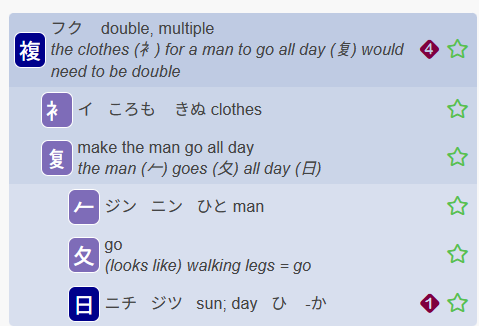 複 フク double, multiple
the clothes (衤) for a man to go all day (复) would
need to be double
4
衤 イ ころも きぬ clothes
复 make the man go all day
the man (𠂉) goes (夂) all day (日)
𠂉 ジン ニン ひと man
夂 go
(looks like) walking legs = go
日 ニチ ジツ sun; day ひ -か
1